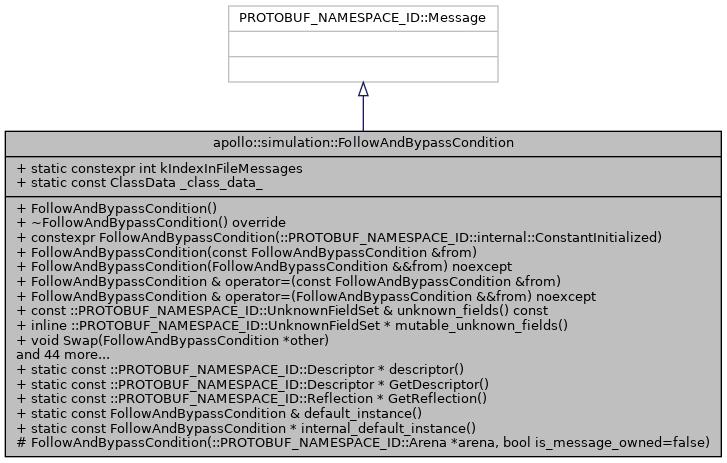 PROTOBUF_NAMESPACE_ID::Message
apollo::simulation::FollowAndBypassCondition
+ static constexpr int kIndexInFileMessages
+ static const ClassData _class_data_
+ FollowAndBypassCondition()
+ ~FollowAndBypassCondition() override
+ constexpr FollowAndBypassCondition(::PROTOBUF_NAMESPACE_ID::internal::ConstantInitialized)
+ FollowAndBypassCondition(const FollowAndBypassCondition &from)
+ FollowAndBypassCondition(FollowAndBypassCondition &&from) noexcept
+ FollowAndBypassCondition & operator=(const FollowAndBypassCondition &from)
+ FollowAndBypassCondition & operator=(FollowAndBypassCondition &&from) noexcept
+ const ::PROTOBUF_NAMESPACE_ID::UnknownFieldSet & unknown_fields() const
+ inline ::PROTOBUF_NAMESPACE_ID::UnknownFieldSet * mutable_unknown_fields()
+ void Swap(FollowAndBypassCondition *other)
and 44 more...
+ static const ::PROTOBUF_NAMESPACE_ID::Descriptor * descriptor()
+ static const ::PROTOBUF_NAMESPACE_ID::Descriptor * GetDescriptor()
+ static const ::PROTOBUF_NAMESPACE_ID::Reflection * GetReflection()
+ static const FollowAndBypassCondition & default_instance()
+ static const FollowAndBypassCondition * internal_default_instance()
# FollowAndBypassCondition(::PROTOBUF_NAMESPACE_ID::Arena *arena, bool is_message_owned=false)